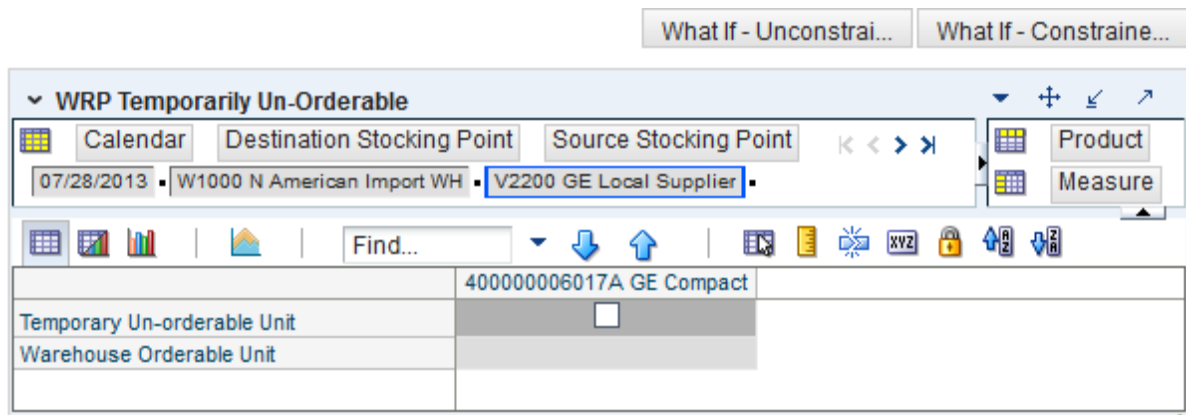 What If - Unconstrai... What If - Constraine...
WRP Temporarily Un-Orderable
Calendar Destination Stocking Point Source Stocking Point Product
07/28/2013 W1000 N American Import WH V2200 GE Local Supplier Measure
Find... XYZ A Z Z A
400000006017A GE Compact
Temporary Un-orderable Unit
Warehouse Orderable Unit